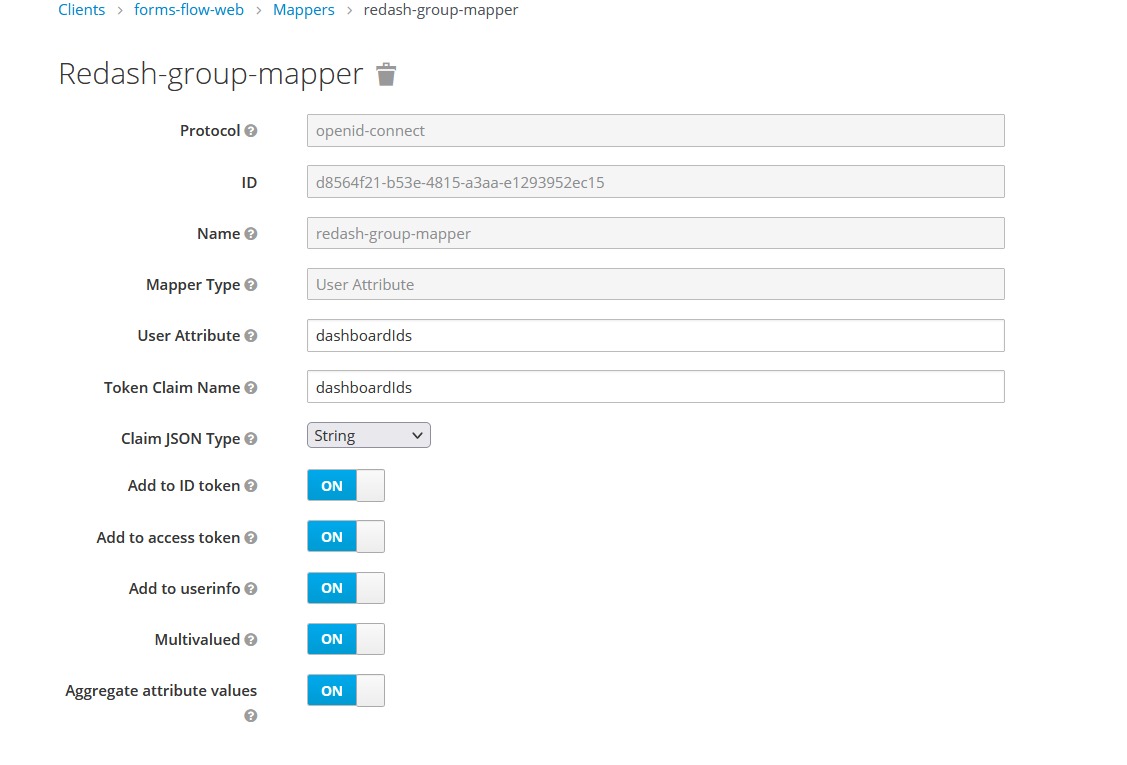 Clients > forms-flow-web > Mappers > redash-group-mapper
Redash-group-mapper
Protocol ? openid-connect
ID d8564f21-b53e-4815-a3aa-e1293952ec15
Name ? redash-group-mapper
Mapper Type ? User Attribute
User Attribute ? dashboardIds
Token Claim Name ? dashboardIds
Claim JSON Type ? String
Add to ID token ? ON
Add to access token ? ON
Add to userinfo ? ON
Multivalued ? ON
Aggregate attribute values ON
?